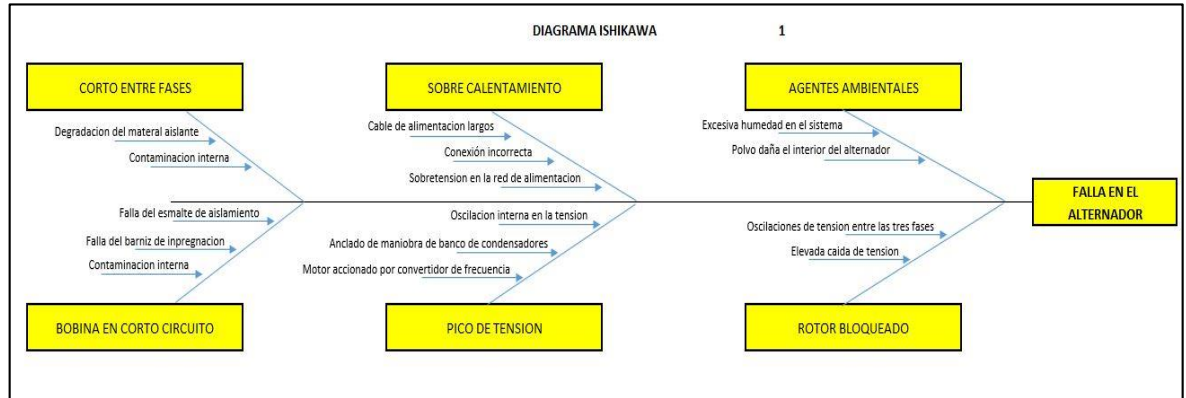 DIAGRAMA ISHIKAWA 1
CORTO ENTRE FASES
SOBRE CALENTAMIENTO
AGENTES AMBIENTALES
Degradacion del materal aislante
Contaminacion interna
Cable de alimentacion largos
Conexión incorrecta
Sobretension en la red de alimentacion
Excesiva humedad en el sistema
Polvo daña el interior del alternador
FALLA EN EL
ALTERNADOR
Falla del esmalte de aislamiento
Falla del barniz de inpregnacion
Contaminacion interna
Oscilacion interna en la tension
Anclado de maniobra de banco de condensadores
Motor accionado por convertidor de frecuencia
Oscilaciones de tension entre las tres fases
Elevada caida de tension
BOBINA EN CORTO CIRCUITO
PICO DE TENSION
ROTOR BLOQUEADO